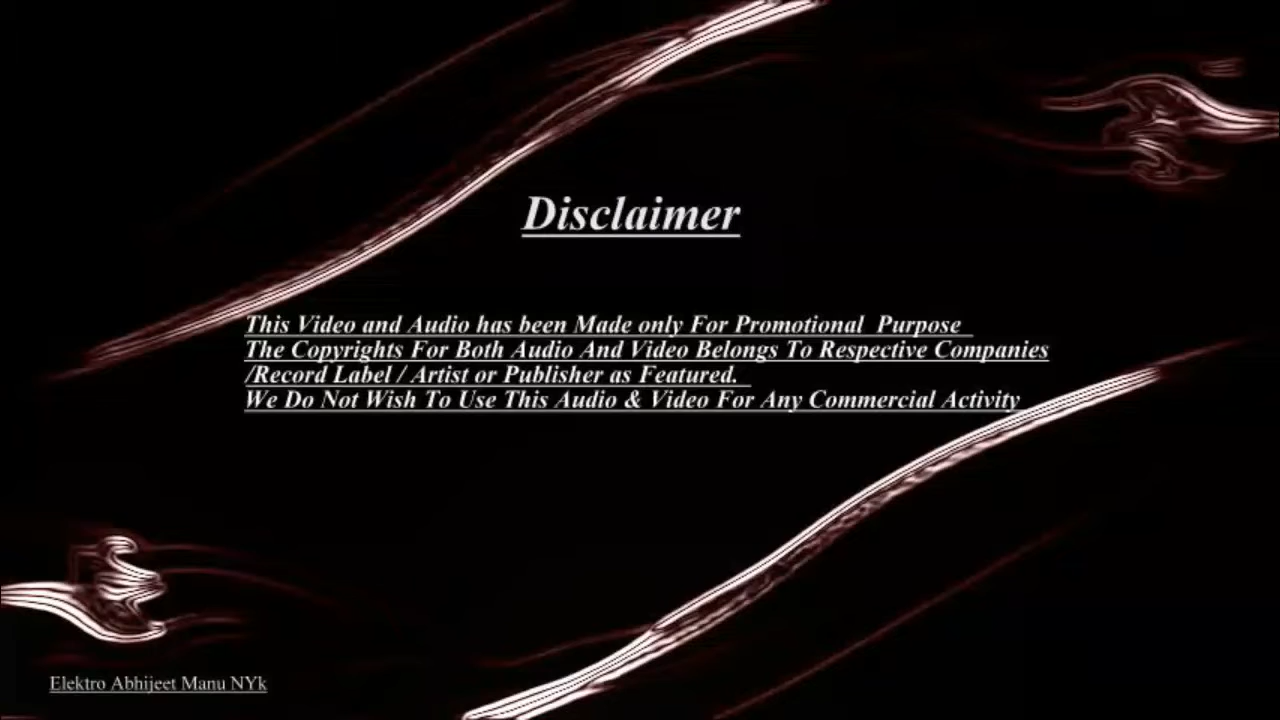 Disclaimer
This Video and Audio has been Made only For Promotional  Purpose
The Copyrights For Both Audio And Video Belongs To Respective Companies
/Record Label / Artist or Publisher as Featured.
We Do Not Wish To Use This Audio & Video For Any Commercial Activity
Elektro Abhijeet Manu NYk